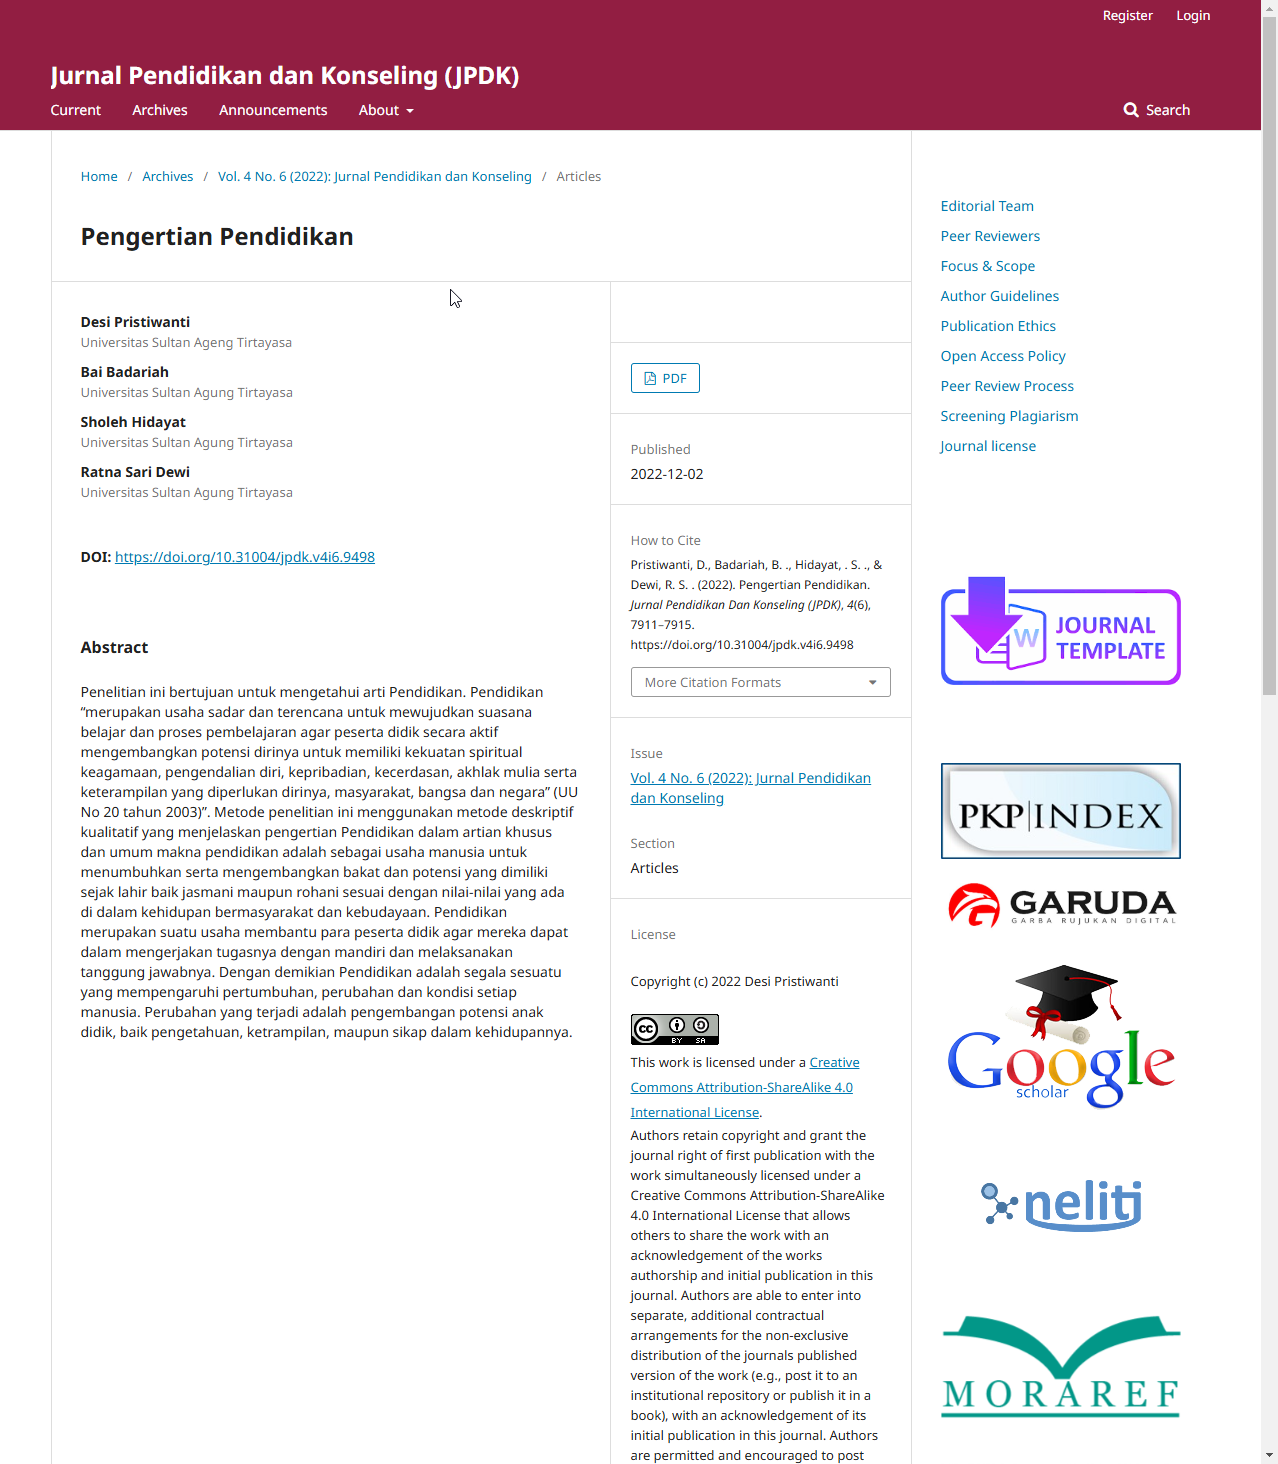 Register
Login
Jurnal Pendidikan dan Konseling (JPDK)
Current
Archives
Announcements
About
Search
Home / Archives / Vol. 4 No. 6 (2022): Jurnal Pendidikan dan Konseling / Articles
Pengertian Pendidikan
Desi Pristiwanti
Universitas Sultan Ageng Tirtayasa
Bai Badariah
Universitas Sultan Agung Tirtayasa
Sholeh Hidayat
Universitas Sultan Agung Tirtayasa
Ratna Sari Dewi
Universitas Sultan Agung Tirtayasa
DOI: https://doi.org/10.31004/jpdk.v4i6.9498
Abstract
Penelitian ini bertujuan untuk mengetahui arti Pendidikan. Pendidikan
“merupakan usaha sadar dan terencana untuk mewujudkan suasana
belajar dan proses pembelajaran agar peserta didik secara aktif
mengembangkan potensi dirinya untuk memiliki kekuatan spiritual
keagamaan, pengendalian diri, kepribadian, kecerdasan, akhlak mulia serta
keterampilan yang diperlukan dirinya, masyarakat, bangsa dan negara” (UU
No 20 tahun 2003)”. Metode penelitian ini menggunakan metode deskriptif
kualitatif yang menjelaskan pengertian Pendidikan dalam artian khusus
dan umum makna pendidikan adalah sebagai usaha manusia untuk
menumbuhkan serta mengembangkan bakat dan potensi yang dimiliki
sejak lahir baik jasmani maupun rohani sesuai dengan nilai-nilai yang ada
di dalam kehidupan bermasyarakat dan kebudayaan. Pendidikan
merupakan suatu usaha membantu para peserta didik agar mereka dapat
dalam mengerjakan tugasnya dengan mandiri dan melaksanakan
tanggung jawabnya. Dengan demikian Pendidikan adalah segala sesuatu
yang mempengaruhi pertumbuhan, perubahan dan kondisi setiap
manusia. Perubahan yang terjadi adalah pengembangan potensi anak
didik, baik pengetahuan, ketrampilan, maupun sikap dalam kehidupannya.
PDF
Published
2022-12-02
How to Cite
Pristiwanti, D., Badariah, B. ., Hidayat, . S. ., &
Dewi, R. S. . (2022). Pengertian Pendidikan.
Jurnal Pendidikan Dan Konseling (JPDK), 4(6),
7911–7915.
https://doi.org/10.31004/jpdk.v4i6.9498
More Citation Formats
Issue
Vol. 4 No. 6 (2022): Jurnal Pendidikan
dan Konseling
Section
Articles
License
Copyright (c) 2022 Desi Pristiwanti
cc BY SA
This work is licensed under a Creative
Commons Attribution-ShareAlike 4.0
International License.
Authors retain copyright and grant the
journal right of first publication with the
work simultaneously licensed under a
Creative Commons Attribution-ShareAlike
4.0 International License that allows
others to share the work with an
acknowledgement of the works
authorship and initial publication in this
journal. Authors are able to enter into
separate, additional contractual
arrangements for the non-exclusive
distribution of the journals published
version of the work (e.g., post it to an
institutional repository or publish it in a
book), with an acknowledgement of its
initial publication in this journal. Authors
are permitted and encouraged to post
Editorial Team
Peer Reviewers
Focus & Scope
Author Guidelines
Publication Ethics
Open Access Policy
Peer Review Process
Screening Plagiarism
Journal license
W
JOURNAL
TEMPLATE
PKP|INDEX
GARUDA
GARBA RUJUKAN DIGITAL
Google
scholar
neliti
MORAREF